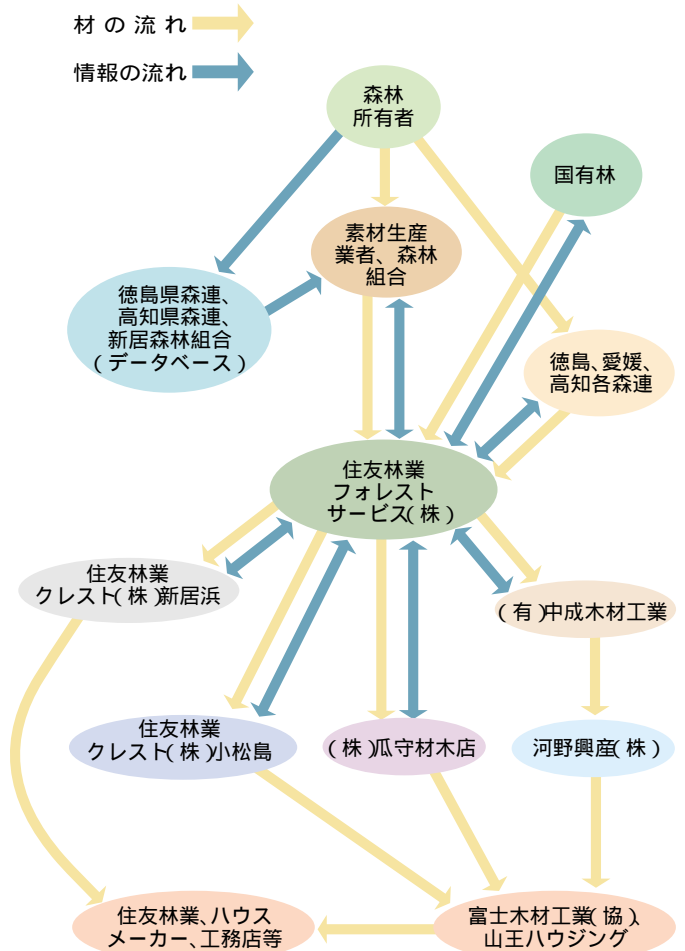 材の流れ
情報の流れ
森林
所有者
国有林
素材生産
業者、森林
組合
徳島県森連、
高知県森連、
新居森林組合
(データベース)
徳島、愛媛、
高知各森連
住友林業
フォレスト
サービス(株)
住友林業
クレスト(株)新居浜
(有)中成木材工業
住友林業
クレスト(株)小松島
(株)瓜守材木店
河野興産(株)
住友林業、ハウス
メーカー、工務店等
富士木材工業(協)、
山王ハウジング